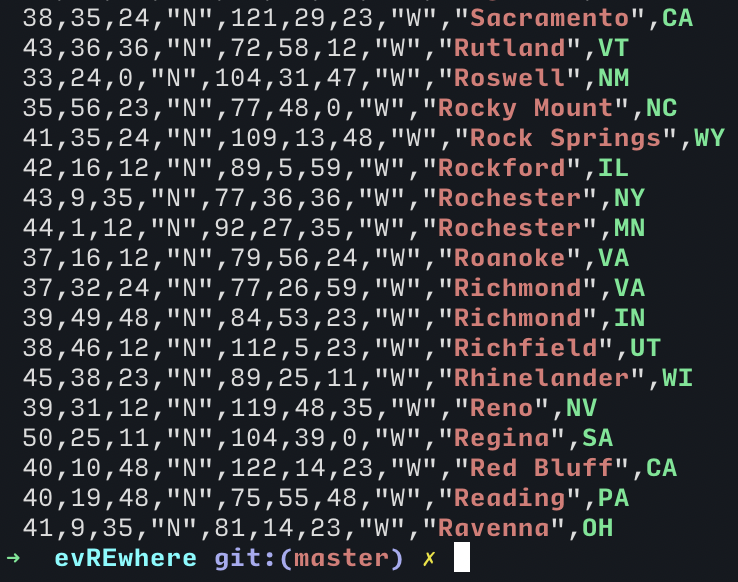 38,35,24,"N",121,29,23,"W","Sacramento",CA
43,36,36,"N",72,58,12,"W","Rutland",VT
33,24,0,"N",104,31,47,"W","Roswell",NM
35,56,23,"N",77,48,0,"W","Rocky Mount",NC
41,35,24,"N",109,13,48,"W","Rock Springs",WY
42,16,12,"N",89,5,59,"W","Rockford",IL
43,9,35,"N",77,36,36,"W","Rochester",NY
44,1,12,"N",92,27,35,"W","Rochester",MN
37,16,12,"N",79,56,24,"W","Roanoke",VA
37,32,24,"N",77,26,59,"W","Richmond",VA
39,49,48,"N",84,53,23,"W","Richmond",IN
38,46,12,"N",112,5,23,"W","Richfield",UT
45,38,23,"N",89,25,11,"W","Rhinelander",WI
39,31,12,"N",119,48,35,"W","Reno",NV
50,25,11,"N",104,39,0,"W","Regina",SA
40,10,48,"N",122,14,23,"W","Red Bluff",CA
40,19,48,"N",75,55,48,"W","Reading",PA
41,9,35,"N",81,14,23,"W","Ravenna",OH
→ evREwhere git:(master) ✗